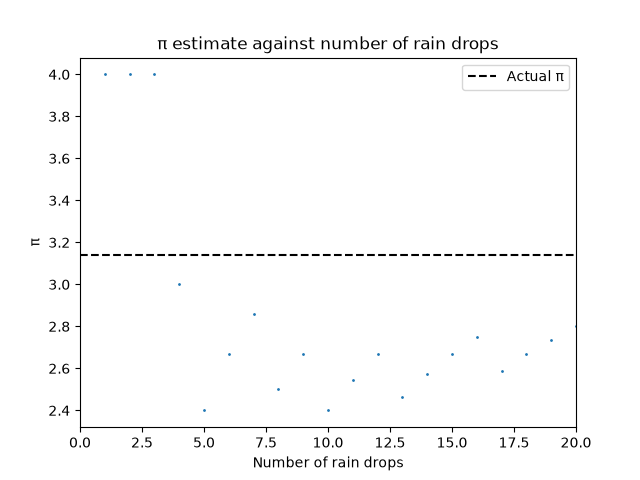 π estimate against number of rain drops
Actual π
π
4.0
3.8
3.6
3.4
3.2
3.0
2.8
2.6
2.4
0.0 2.5 5.0 7.5 10.0 12.5 15.0 17.5 20.0
Number of rain drops